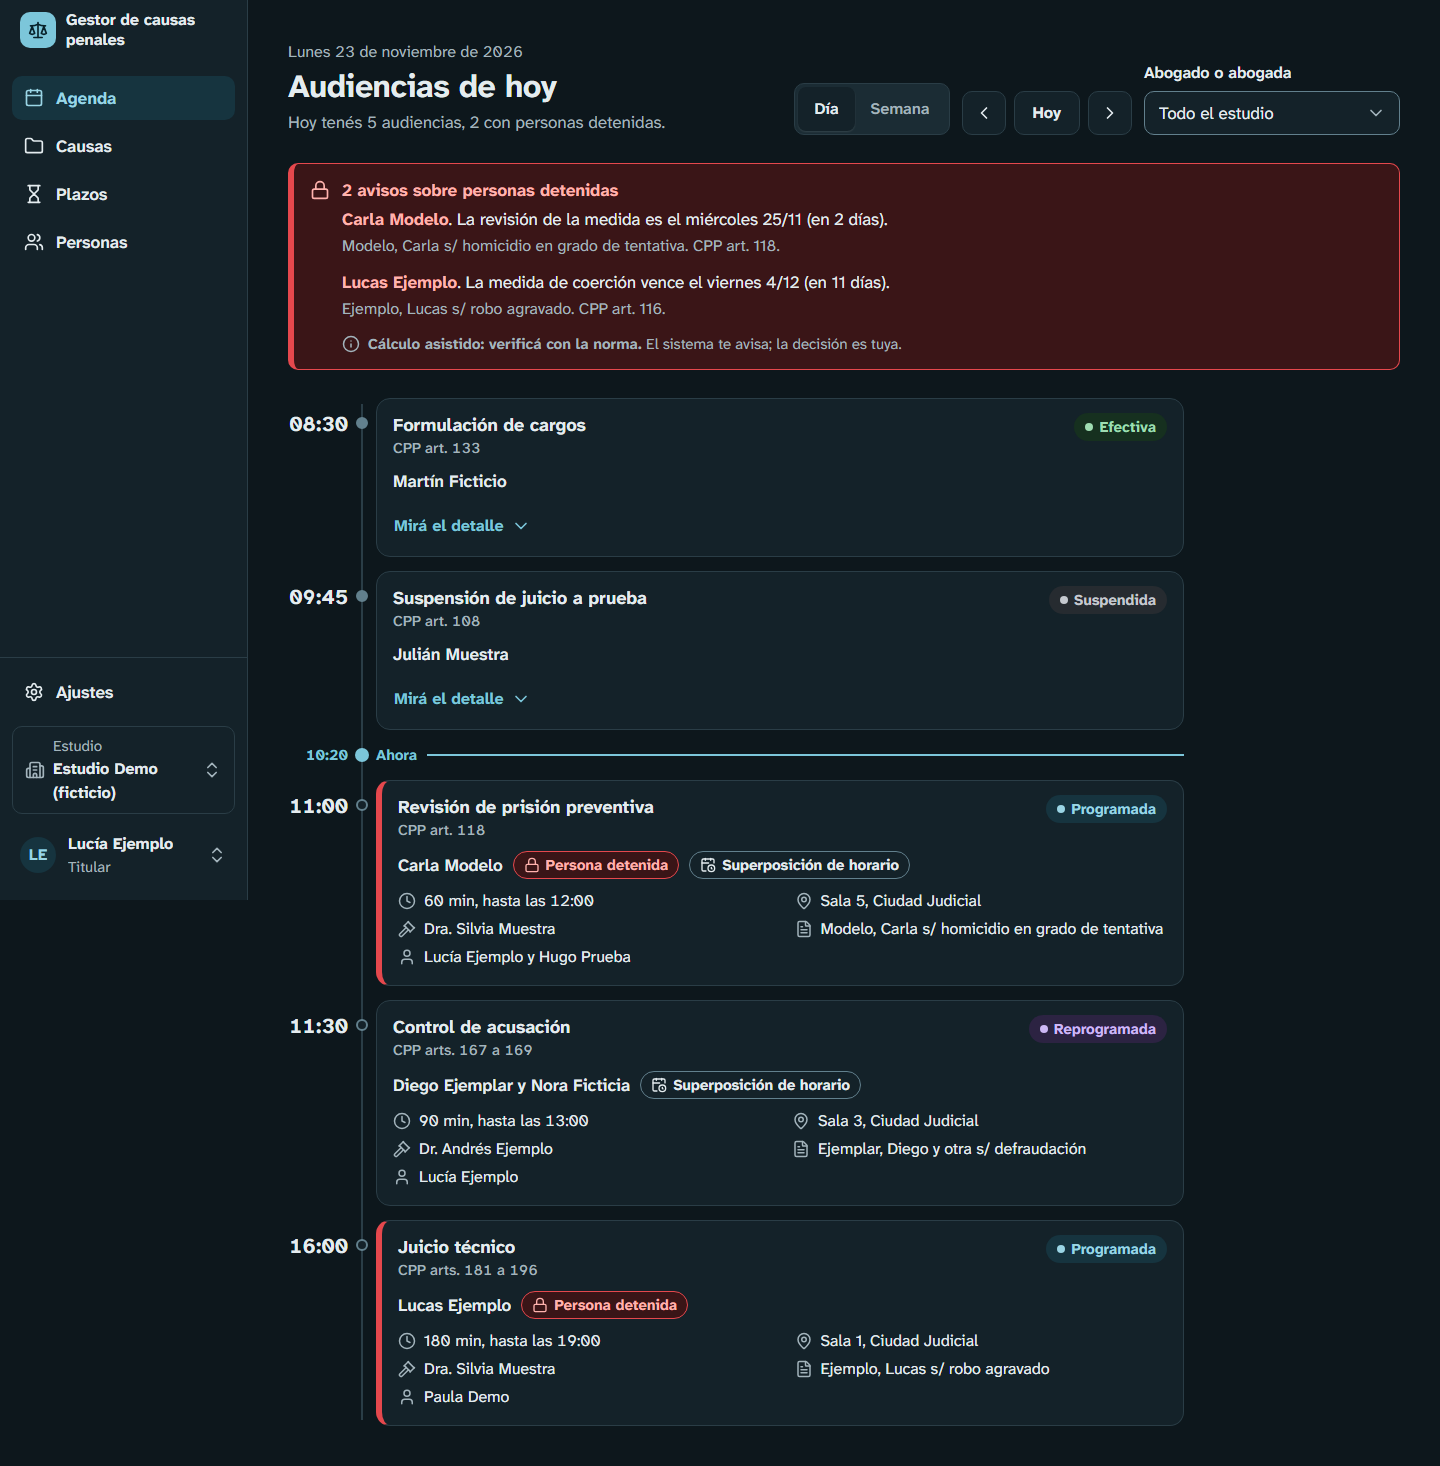 Gestor de causas
penales
Agenda
Causas
Plazos
Personas
Ajustes
Estudio
Estudio Demo
(ficticio)
LE
Lucía Ejemplo
Titular
Lunes 23 de noviembre de 2026
Audiencias de hoy
Hoy tenés 5 audiencias, 2 con personas detenidas.
Día
Semana
Hoy
Abogado o abogada
Todo el estudio
2 avisos sobre personas detenidas
Carla Modelo. La revisión de la medida es el miércoles 25/11 (en 2 días).
Modelo, Carla s/ homicidio en grado de tentativa. CPP art. 118.
Lucas Ejemplo. La medida de coerción vence el viernes 4/12 (en 11 días).
Ejemplo, Lucas s/ robo agravado. CPP art. 116.
Cálculo asistido: verificá con la norma. El sistema te avisa; la decisión es tuya.
08:30
Formulación de cargos
Efectiva
CPP art. 133
Martín Ficticio
Mirá el detalle
09:45
Suspensión de juicio a prueba
Suspendida
CPP art. 108
Julián Muestra
Mirá el detalle
10:20 Ahora
11:00
Revisión de prisión preventiva
Programada
CPP art. 118
Carla Modelo Persona detenida Superposición de horario
60 min, hasta las 12:00
Sala 5, Ciudad Judicial
Dra. Silvia Muestra
Modelo, Carla s/ homicidio en grado de tentativa
Lucía Ejemplo y Hugo Prueba
11:30
Control de acusación
Reprogramada
CPP arts. 167 a 169
Diego Ejemplar y Nora Ficticia Superposición de horario
90 min, hasta las 13:00
Sala 3, Ciudad Judicial
Dr. Andrés Ejemplo
Ejemplar, Diego y otra s/ defraudación
Lucía Ejemplo
16:00
Juicio técnico
Programada
CPP arts. 181 a 196
Lucas Ejemplo Persona detenida
180 min, hasta las 19:00
Sala 1, Ciudad Judicial
Dra. Silvia Muestra
Ejemplo, Lucas s/ robo agravado
Paula Demo